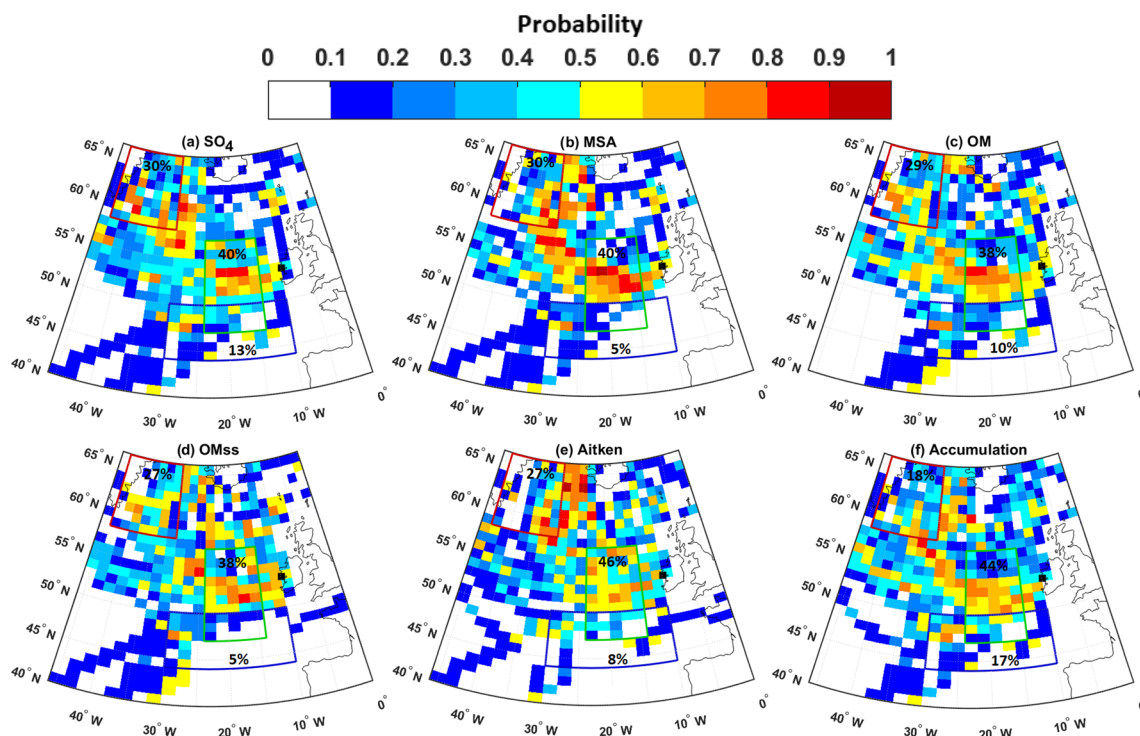 Probability
0 0.1 0.2 0.3 0.4 0.5 0.6 0.7 0.8 0.9 1
(a) SO4
65° N
60° N
55° N
50° N
45° N
40° N
40° W
30° W
20° W
10° W
0°
30%
40%
13%
(b) MSA
65° N
60° N
55° N
50° N
45° N
40° N
40° W
30° W
20° W
10° W
0°
30%
40%
5%
(c) OM
65° N
60° N
55° N
50° N
45° N
40° N
40° W
30° W
20° W
10° W
0°
29%
38%
10%
(d) OMss
65° N
60° N
55° N
50° N
45° N
40° N
40° W
30° W
20° W
10° W
0°
27%
38%
5%
(e) Aitken
65° N
60° N
55° N
50° N
45° N
40° N
40° W
30° W
20° W
10° W
0°
27%
46%
8%
(f) Accumulation
65° N
60° N
55° N
50° N
45° N
40° N
40° W
30° W
20° W
10° W
0°
18%
44%
17%